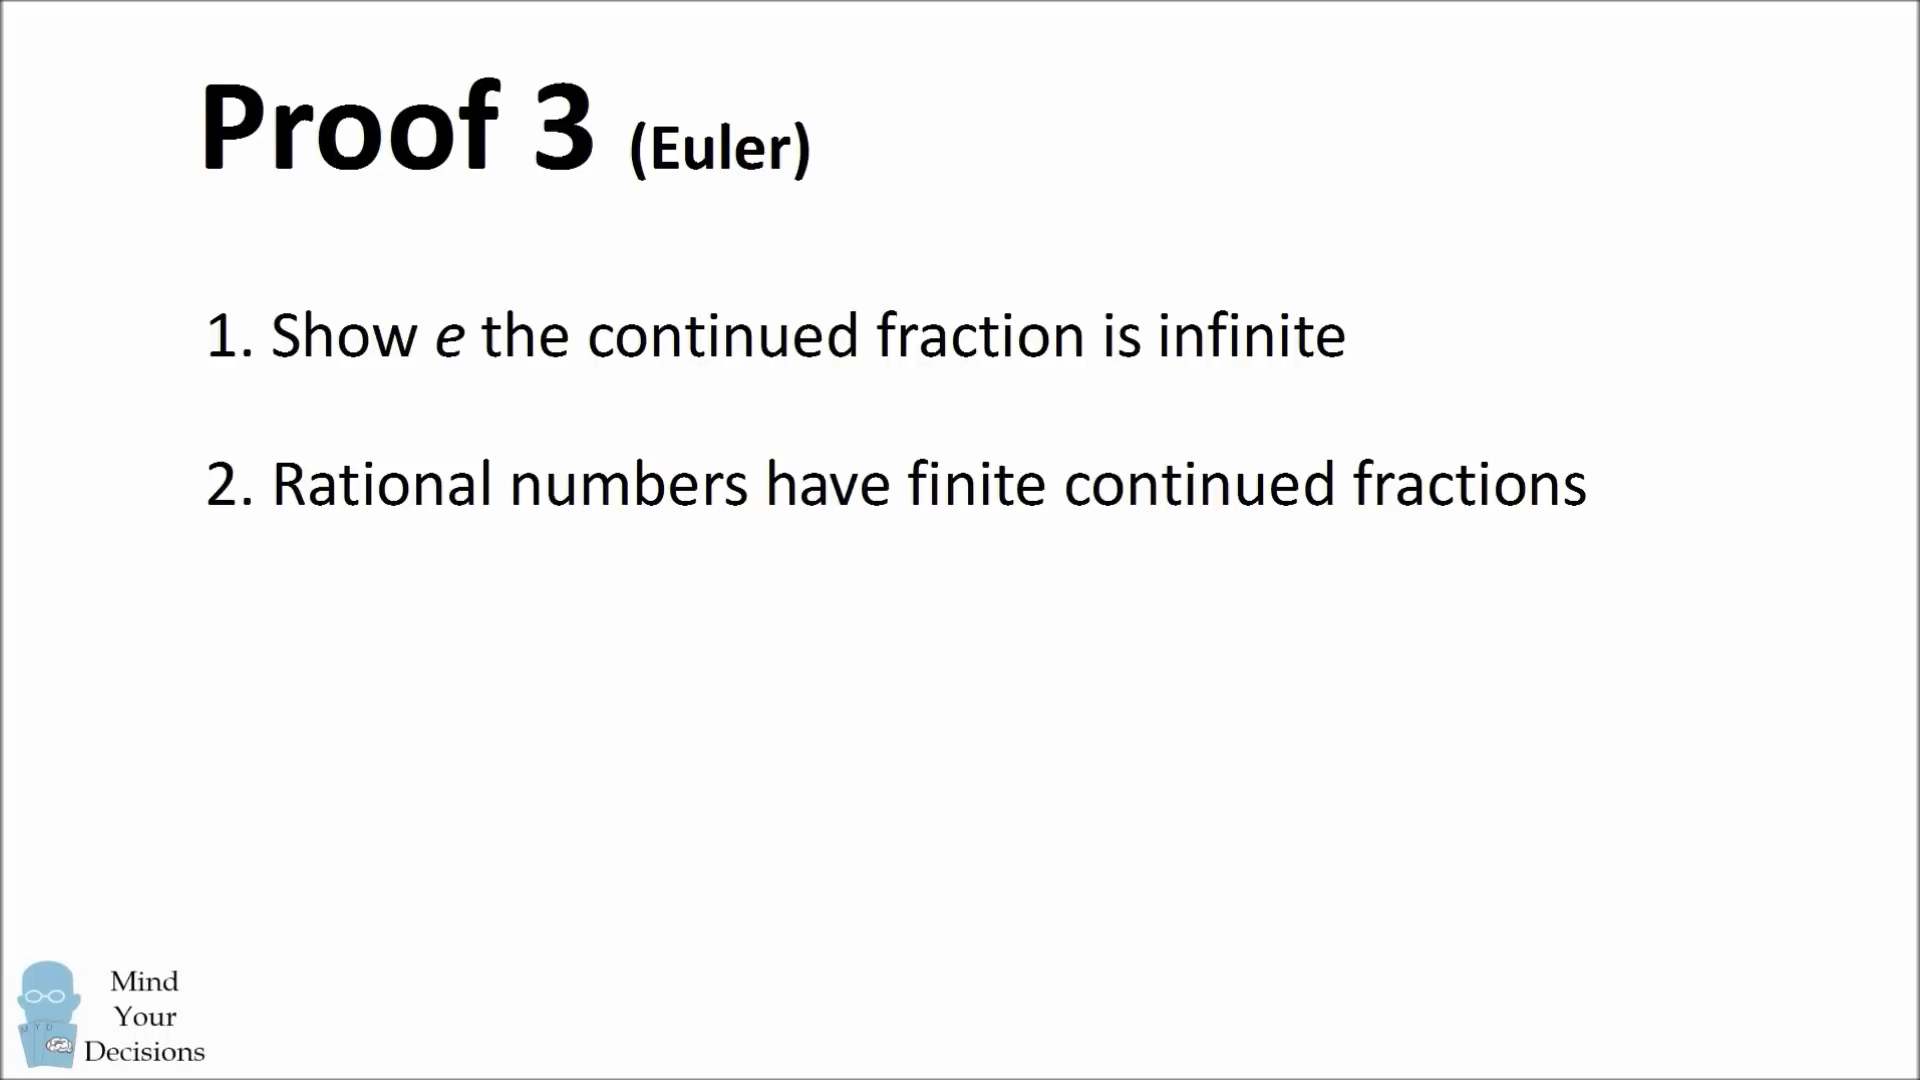 Proof 3 (Euler)
1. Show e the continued fraction is infinite
2. Rational numbers have finite continued fractions
M Y D
Mind
Your
Decisions